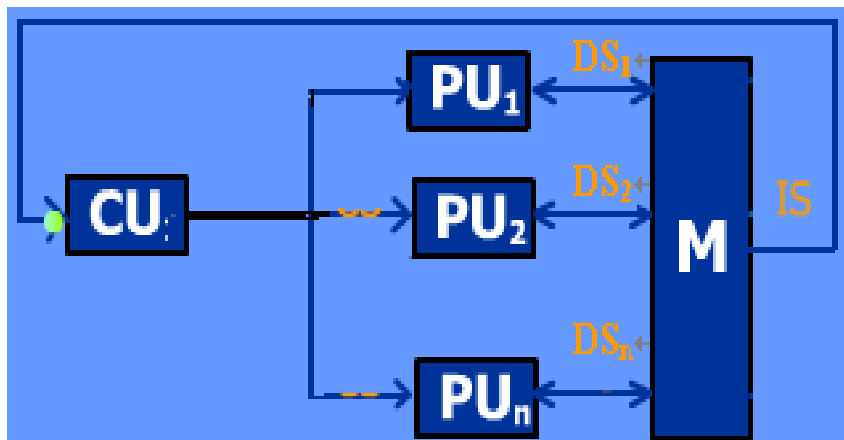 DS₁
PU₁
DS₂
IS
CU
PU₂
M
DSₙ
PUₙ